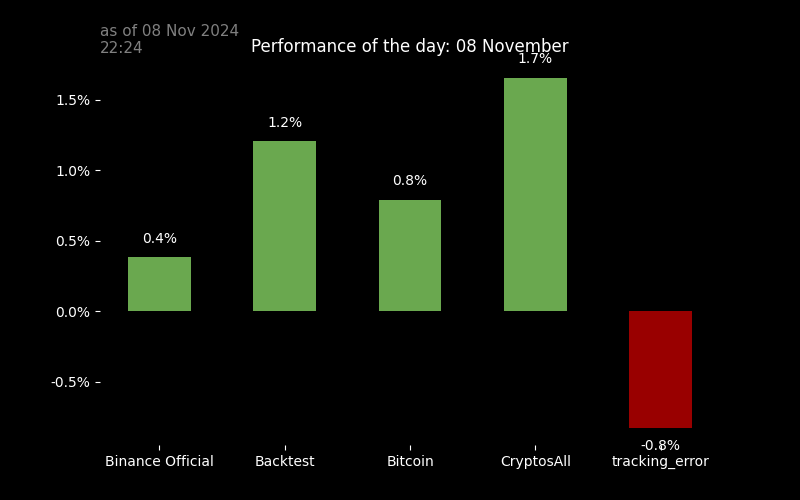 as of 08 Nov 2024
22:24
Performance of the day: 08 November
1.7%
1.5%
1.2%
1.0%
0.8%
0.5%
0.4%
0.0%
-0.5%
-0.8%
Binance Official
Backtest
Bitcoin
CryptosAll
tracking_error